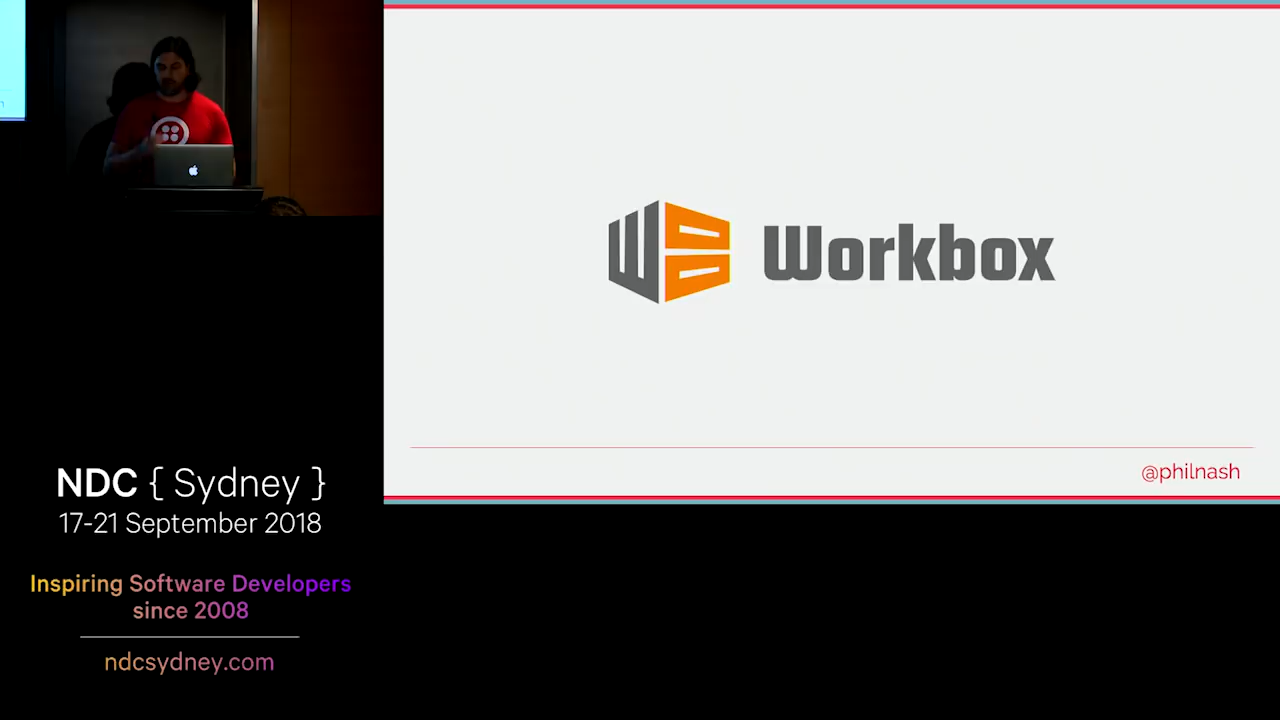 Workbox
@philnash
NDC { Sydney }
17-21 September 2018
Inspiring Software Developers
since 2008
ndcsydney.com